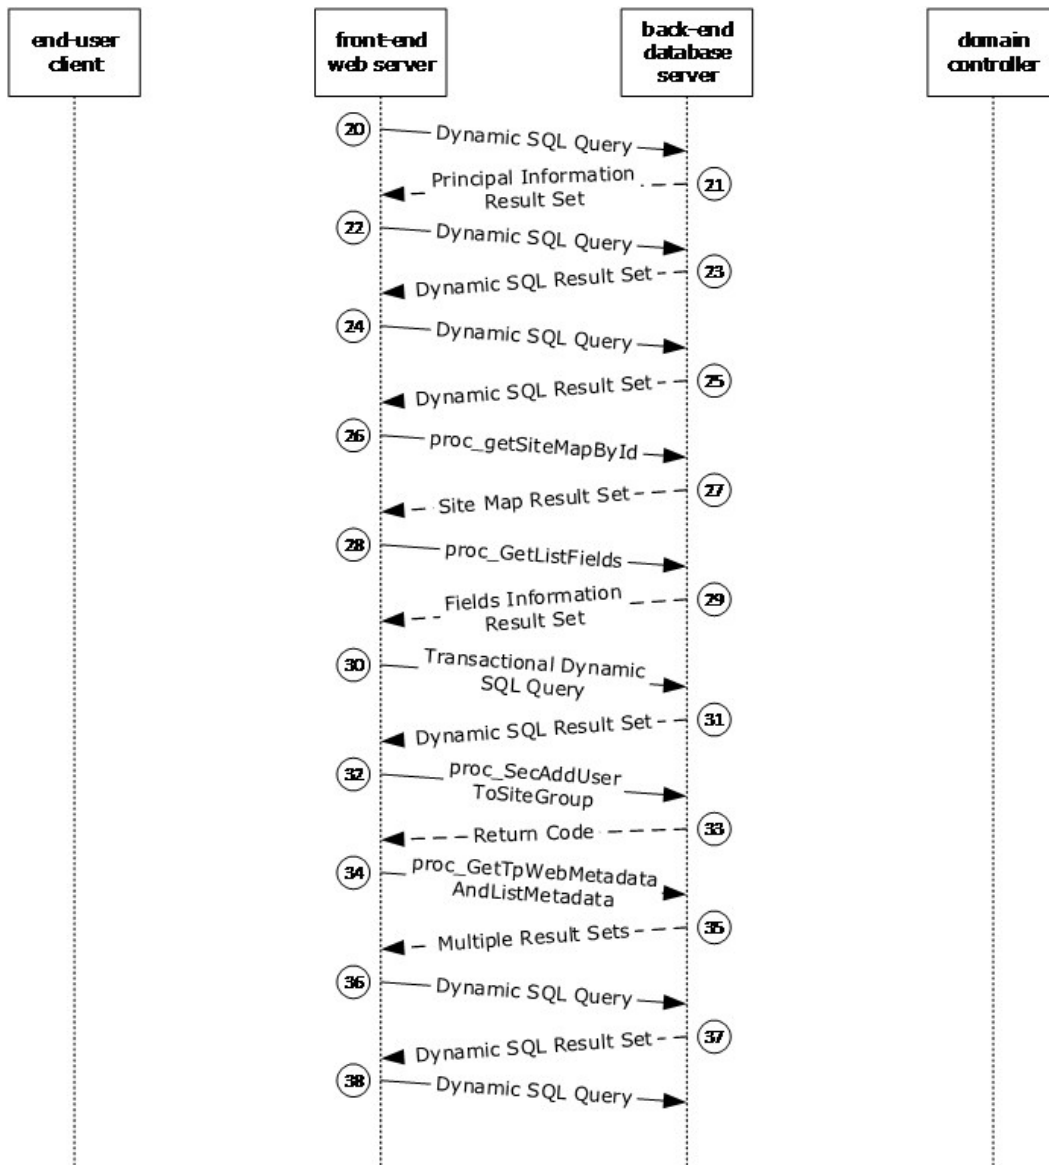 end-user
client
front-end
web server
back-end
database
server
domain
controller
20
Dynamic SQL Query
Principal Information
Result Set
21
22
Dynamic SQL Query
Dynamic SQL Result Set
23
24
Dynamic SQL Query
Dynamic SQL Result Set
25
26
proc_getSiteMapById
Site Map Result Set
27
28
proc_GetListFields
Fields Information
Result Set
29
30
Transactional Dynamic
SQL Query
Dynamic SQL Result Set
31
32
proc_SecAddUser
ToSiteGroup
Return Code
33
34
proc_GetTpWebMetadata
AndListMetadata
Multiple Result Sets
35
36
Dynamic SQL Query
Dynamic SQL Result Set
37
38
Dynamic SQL Query